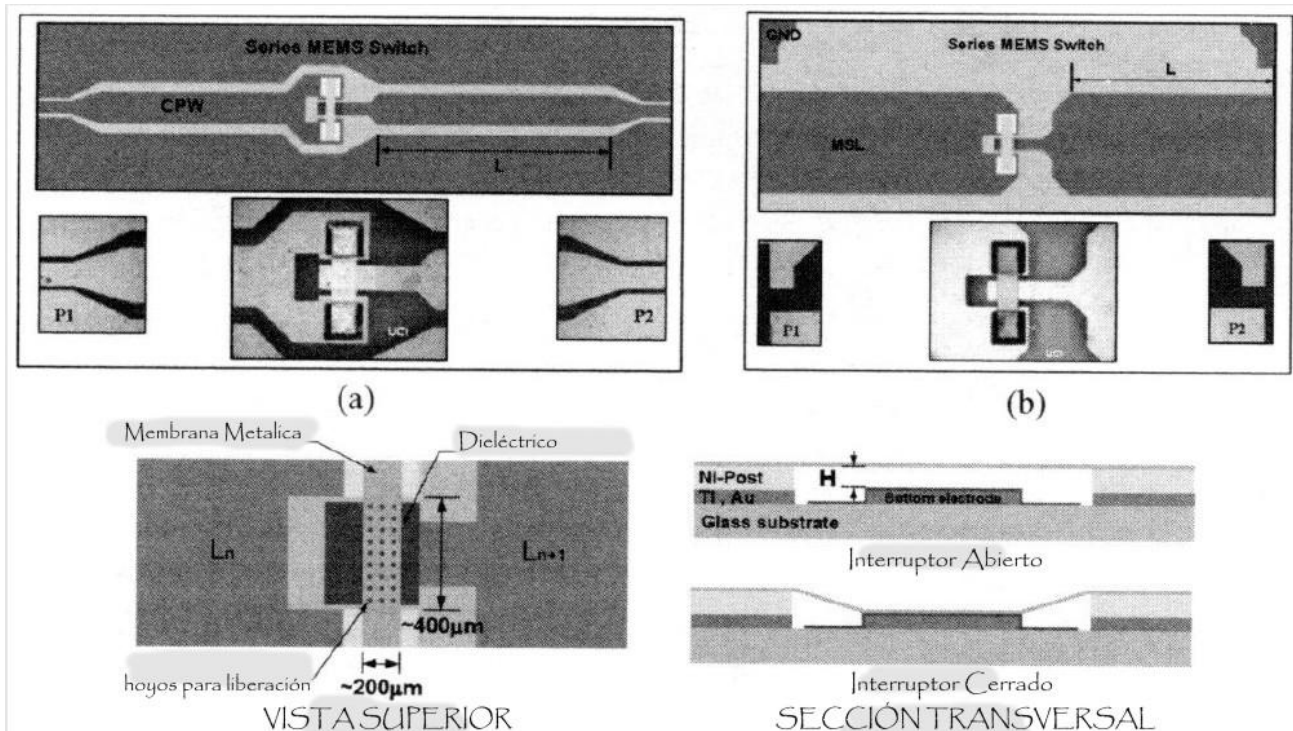 Series MEMS Switch
CPW
L
P1
UCI
P2
(a)
GND
Series MEMS Switch
L
MSL
P1
UCI
P2
(b)
Membrana Metalica
Dieléctrico
Ln
Ln+1
~400μm
hoyos para liberación
~200μm
VISTA SUPERIOR
Ni-Post
H
Ti, Au
Bottom electrode
Glass substrate
Interruptor Abierto
Interruptor Cerrado
SECCIÓN TRANSVERSAL